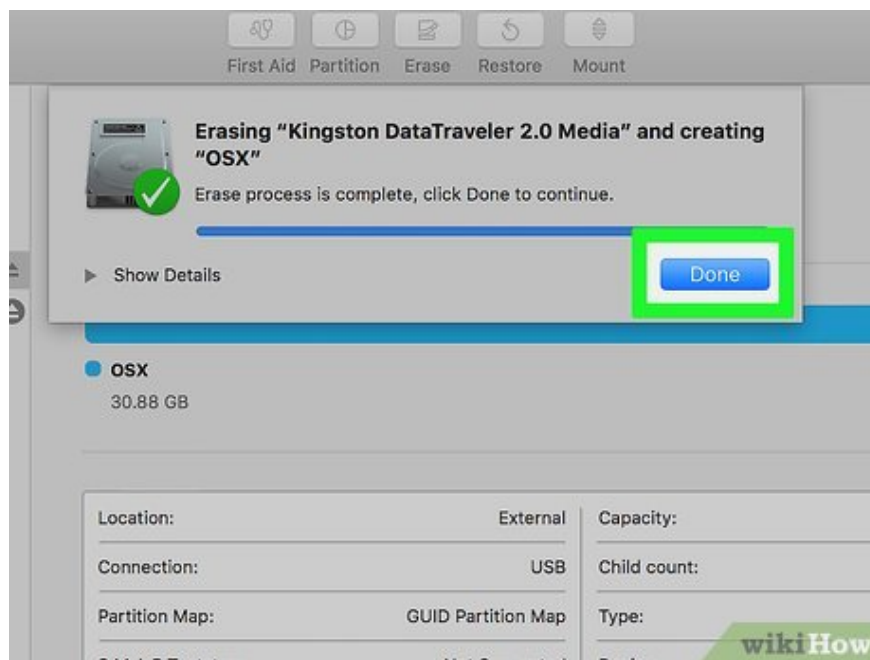 First Aid Partition Erase Restore Mount
Erasing “Kingston DataTraveler 2.0 Media” and creating
“OSX”
Erase process is complete, click Done to continue.
Show Details
Done
OSX
30.88 GB
Location: External Capacity:
Connection: USB Child count:
Partition Map: GUID Partition Map Type:
wikiHow